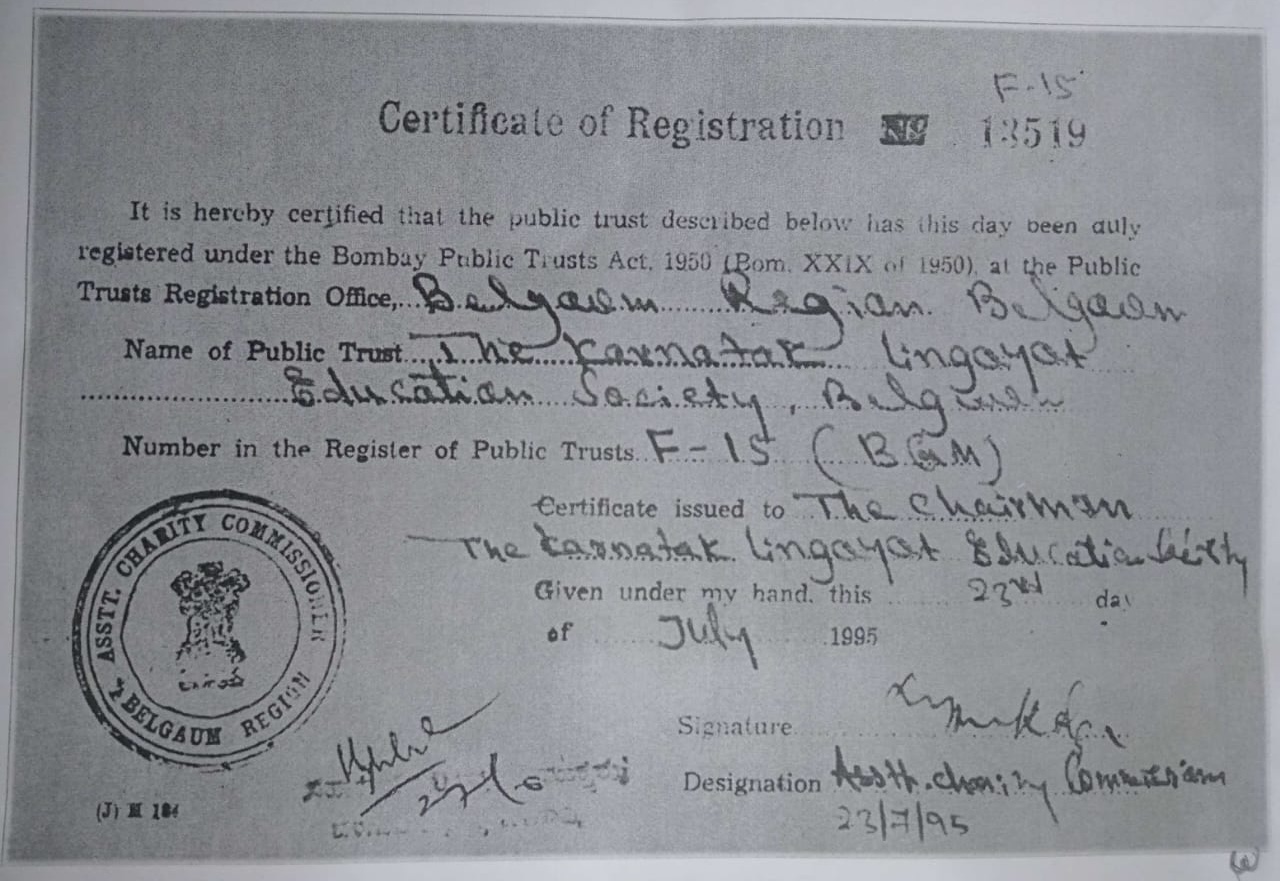 F-15
Certificate of Registration No 13519
It is hereby certified that the public trust described below has this day been duly
registered under the Bombay Public Trusts Act, 1950 (Bom. XXIX of 1950), at the Public
Trusts Registration Office, Belgaum Region Belgaum
Name of Public Trust The Karnatak Lingayat
Education Society, Belgaum
Number in the Register of Public Trusts F-15 (BGM)
Certificate issued to The Chairman
The Karnatak Lingayat Education Society
Given under my hand, this 23rd day
of July 1995
ASSTT. CHARITY COMMISSIONER
BELGAUM REGION
Signature
Designation Asstt. Charity Commissioner
23/7/95
(J) M 184